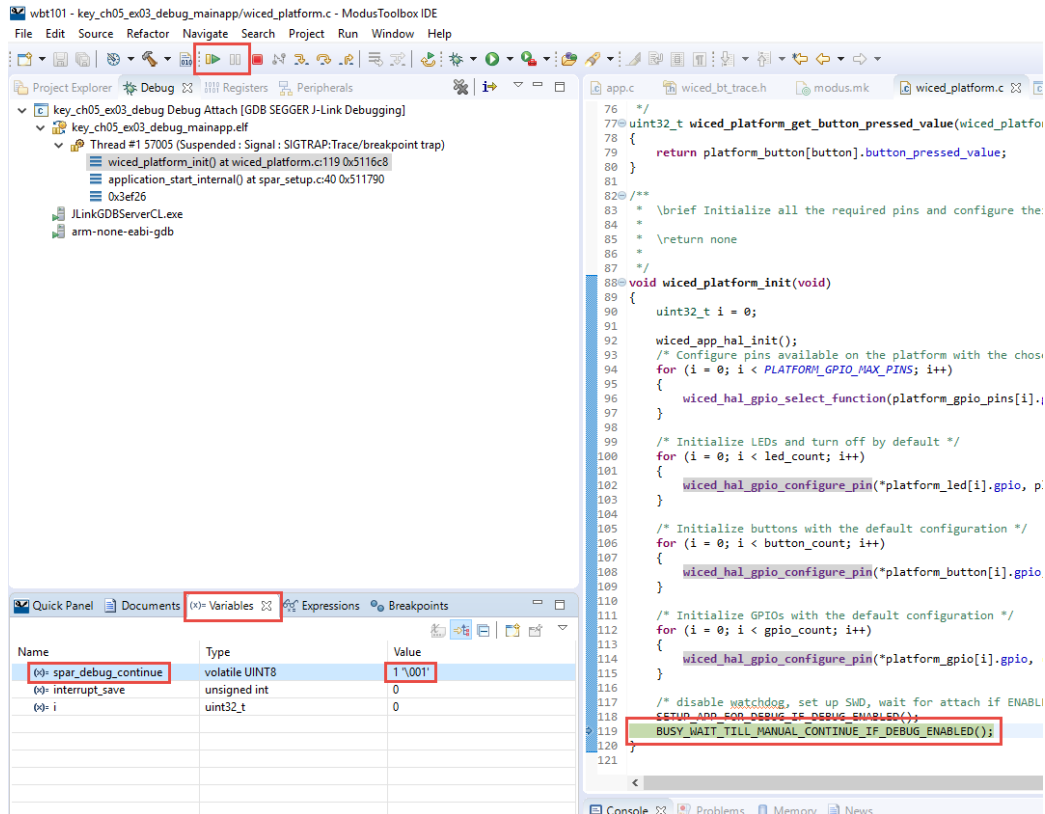 wbt101 - key_ch05_ex03_debug_mainapp/wiced_platform.c - ModusToolbox IDE
File Edit Source Refactor Navigate Search Project Run Window Help
Project Explorer Debug Registers Peripherals
key_ch05_ex03_debug Debug Attach [GDB SEGGER J-Link Debugging]
key_ch05_ex03_debug_mainapp.elf
Thread #1 57005 (Suspended : Signal : SIGTRAP:Trace/breakpoint trap)
wiced_platform_init() at wiced_platform.c:119 0x5116c8
application_start_internal() at spar_setup.c:40 0x511790
0x3ef26
JLinkGDBServerCL.exe
arm-none-eabi-gdb
Quick Panel Documents (x)= Variables Expressions Breakpoints
Name Type Value
(x)= spar_debug_continue volatile UINT8 1 '\001'
(x)= interrupt_save unsigned int 0
(x)= i uint32_t 0
app.c wiced_bt_trace.h modus.mk wiced_platform.c
76 */
77 uint32_t wiced_platform_get_button_pressed_value(wiced_platfo
78 {
79 return platform_button[button].button_pressed_value;
80 }
81
82 /**
83 * \brief Initialize all the required pins and configure the
84 *
85 * \return none
86 *
87 */
88 void wiced_platform_init(void)
89 {
90 uint32_t i = 0;
91
92 wiced_app_hal_init();
93 /* Configure pins available on the platform with the chose
94 for (i = 0; i < PLATFORM_GPIO_MAX_PINS; i++)
95 {
96 wiced_hal_gpio_select_function(platform_gpio_pins[i].g
97 }
98
99 /* Initialize LEDs and turn off by default */
100 for (i = 0; i < led_count; i++)
101 {
102 wiced_hal_gpio_configure_pin(*platform_led[i].gpio, p
103 }
104
105 /* Initialize buttons with the default configuration */
106 for (i = 0; i < button_count; i++)
107 {
108 wiced_hal_gpio_configure_pin(*platform_button[i].gpio
109 }
110
111 /* Initialize GPIOs with the default configuration */
112 for (i = 0; i < gpio_count; i++)
113 {
114 wiced_hal_gpio_configure_pin(*platform_gpio[i].gpio,
115 }
116
117 /* disable watchdog, set up SWD, wait for attach if ENABL
118 SETUP_APP_FOR_DEBUG_IF_DEBUG_ENABLED();
119 BUSY_WAIT_TILL_MANUAL_CONTINUE_IF_DEBUG_ENABLED();
120 }
121
Console Problems Memory News